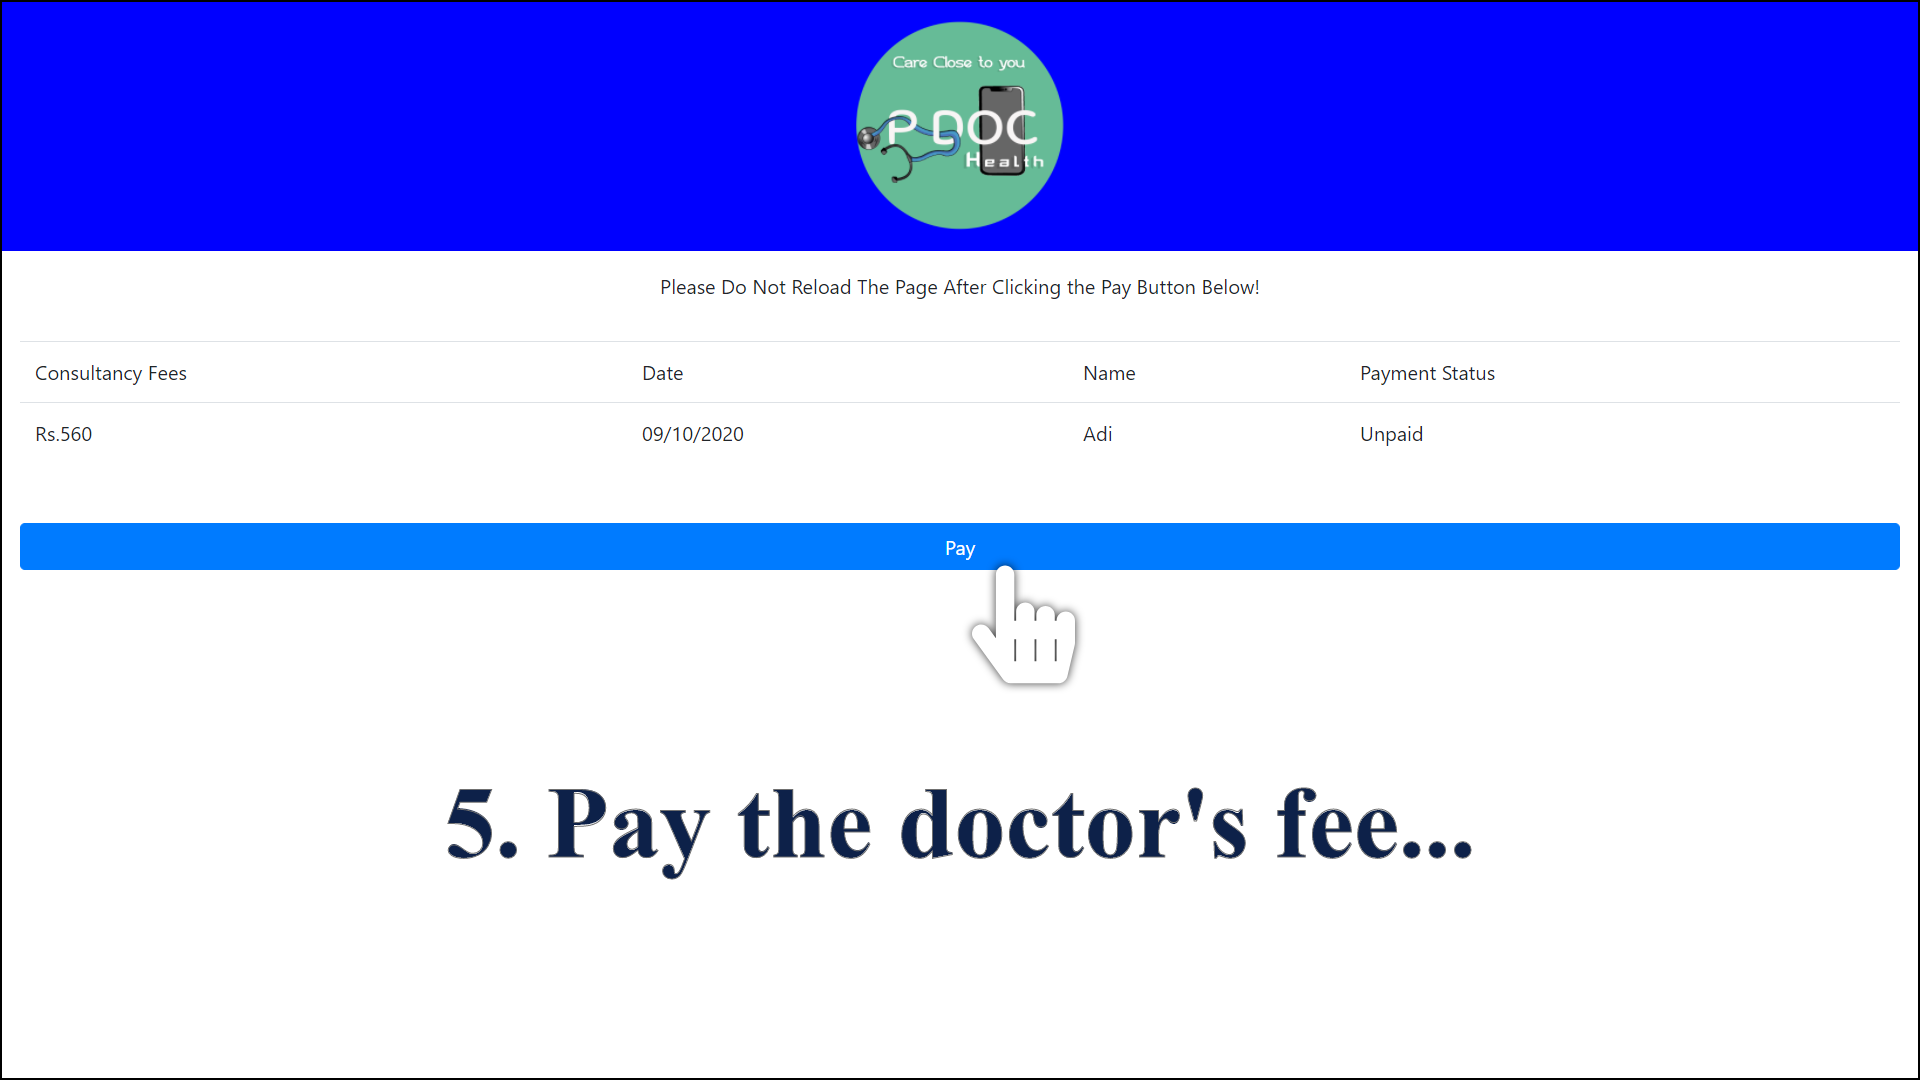 Care Close to you
P DOC
Health
Please Do Not Reload The Page After Clicking the Pay Button Below!
Consultancy Fees Date Name Payment Status
Rs.560 09/10/2020 Adi Unpaid
Pay
5. Pay the doctor's fee...